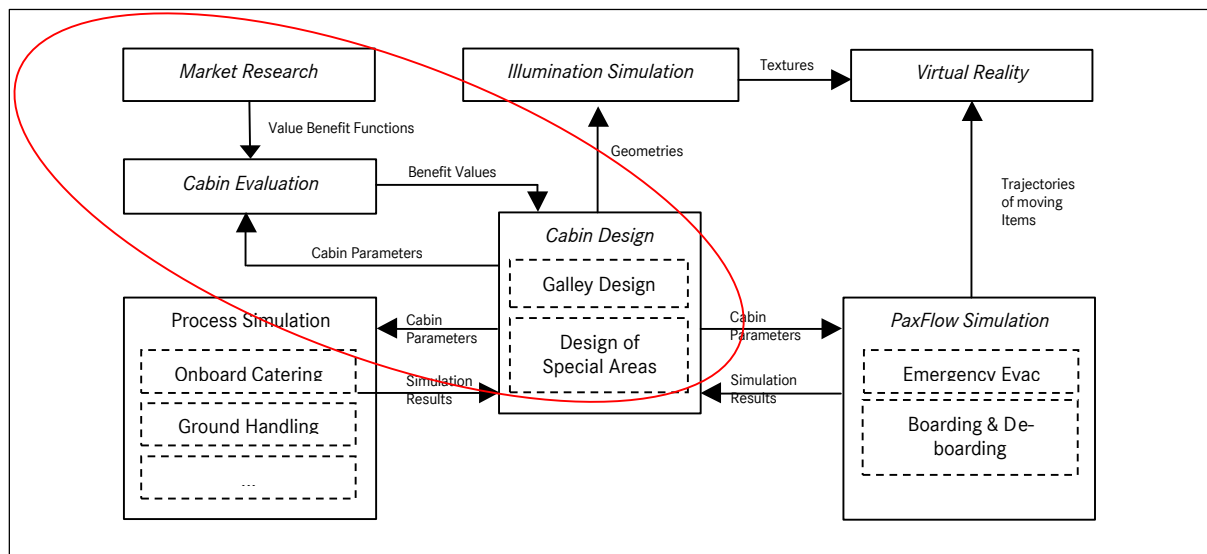 Market Research
Illumination Simulation
Textures
Virtual Reality
Value Benefit Functions
Geometries
Cabin Evaluation
Benefit Values
Trajectories
of moving
Items
Cabin Design
Cabin Parameters
Galley Design
Process Simulation
Cabin
Parameters
Design of
Special Areas
Cabin
Parameters
PaxFlow Simulation
Onboard Catering
Simulation
Results
Simulation
Results
Emergency Evac
Ground Handling
Boarding & De-
boarding
...